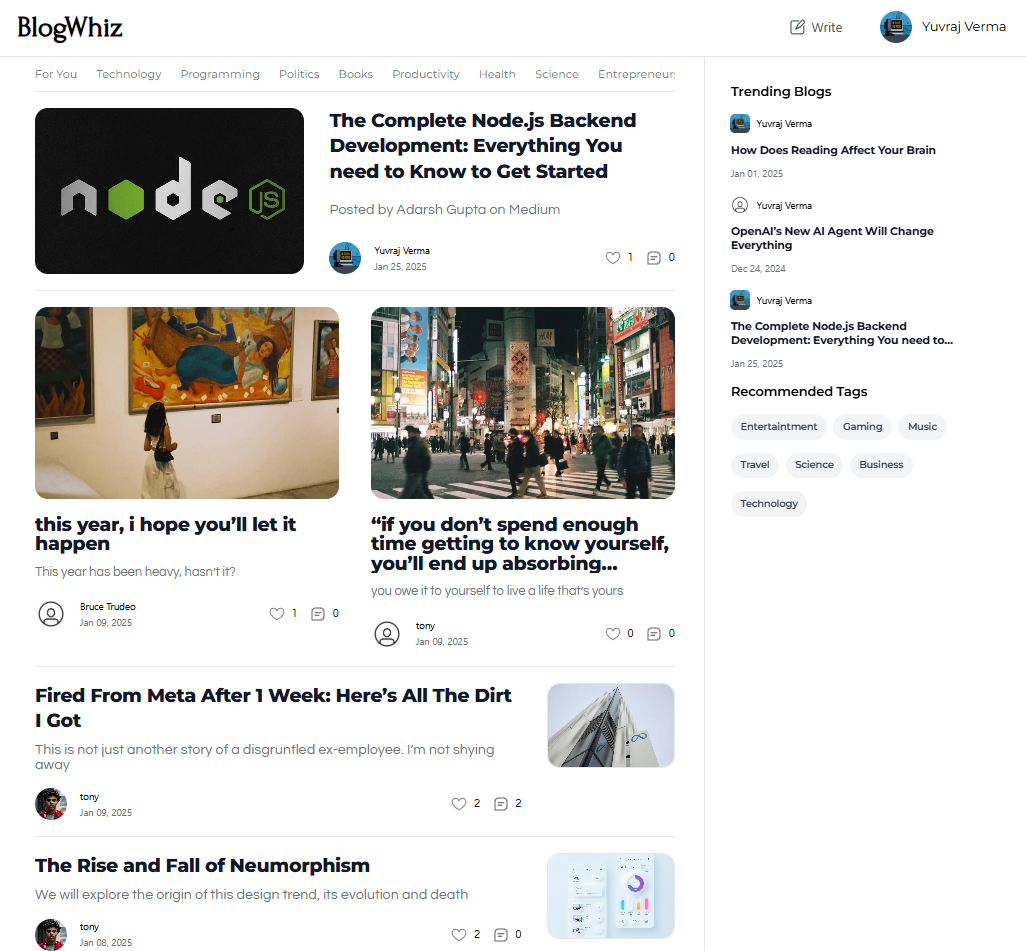 BlogWhiz
Write
Yuvraj Verma
For You
Technology
Programming
Politics
Books
Productivity
Health
Science
Entrepreneur
node
JS
The Complete Node.js Backend
Development: Everything You
need to Know to Get Started
Posted by Adarsh Gupta on Medium
Yuvraj Verma
Jan 25, 2025
1
0
this year, i hope you’ll let it
happen
This year has been heavy, hasn’t it?
Bruce Trudeo
Jan 09, 2025
1
0
“if you don’t spend enough
time getting to know yourself,
you’ll end up absorbing...
you owe it to yourself to live a life that’s yours
tony
Jan 09, 2025
0
0
Fired From Meta After 1 Week: Here’s All The Dirt
I Got
This is not just another story of a disgruntled ex-employee. I’m not shying
away
tony
Jan 09, 2025
2
2
The Rise and Fall of Neumorphism
We will explore the origin of this design trend, its evolution and death
tony
Jan 08, 2025
2
0
Trending Blogs
Yuvraj Verma
How Does Reading Affect Your Brain
Jan 01, 2025
Yuvraj Verma
OpenAI’s New AI Agent Will Change
Everything
Dec 24, 2024
Yuvraj Verma
The Complete Node.js Backend
Development: Everything You need to...
Jan 25, 2025
Recommended Tags
Entertaintment
Gaming
Music
Travel
Science
Business
Technology